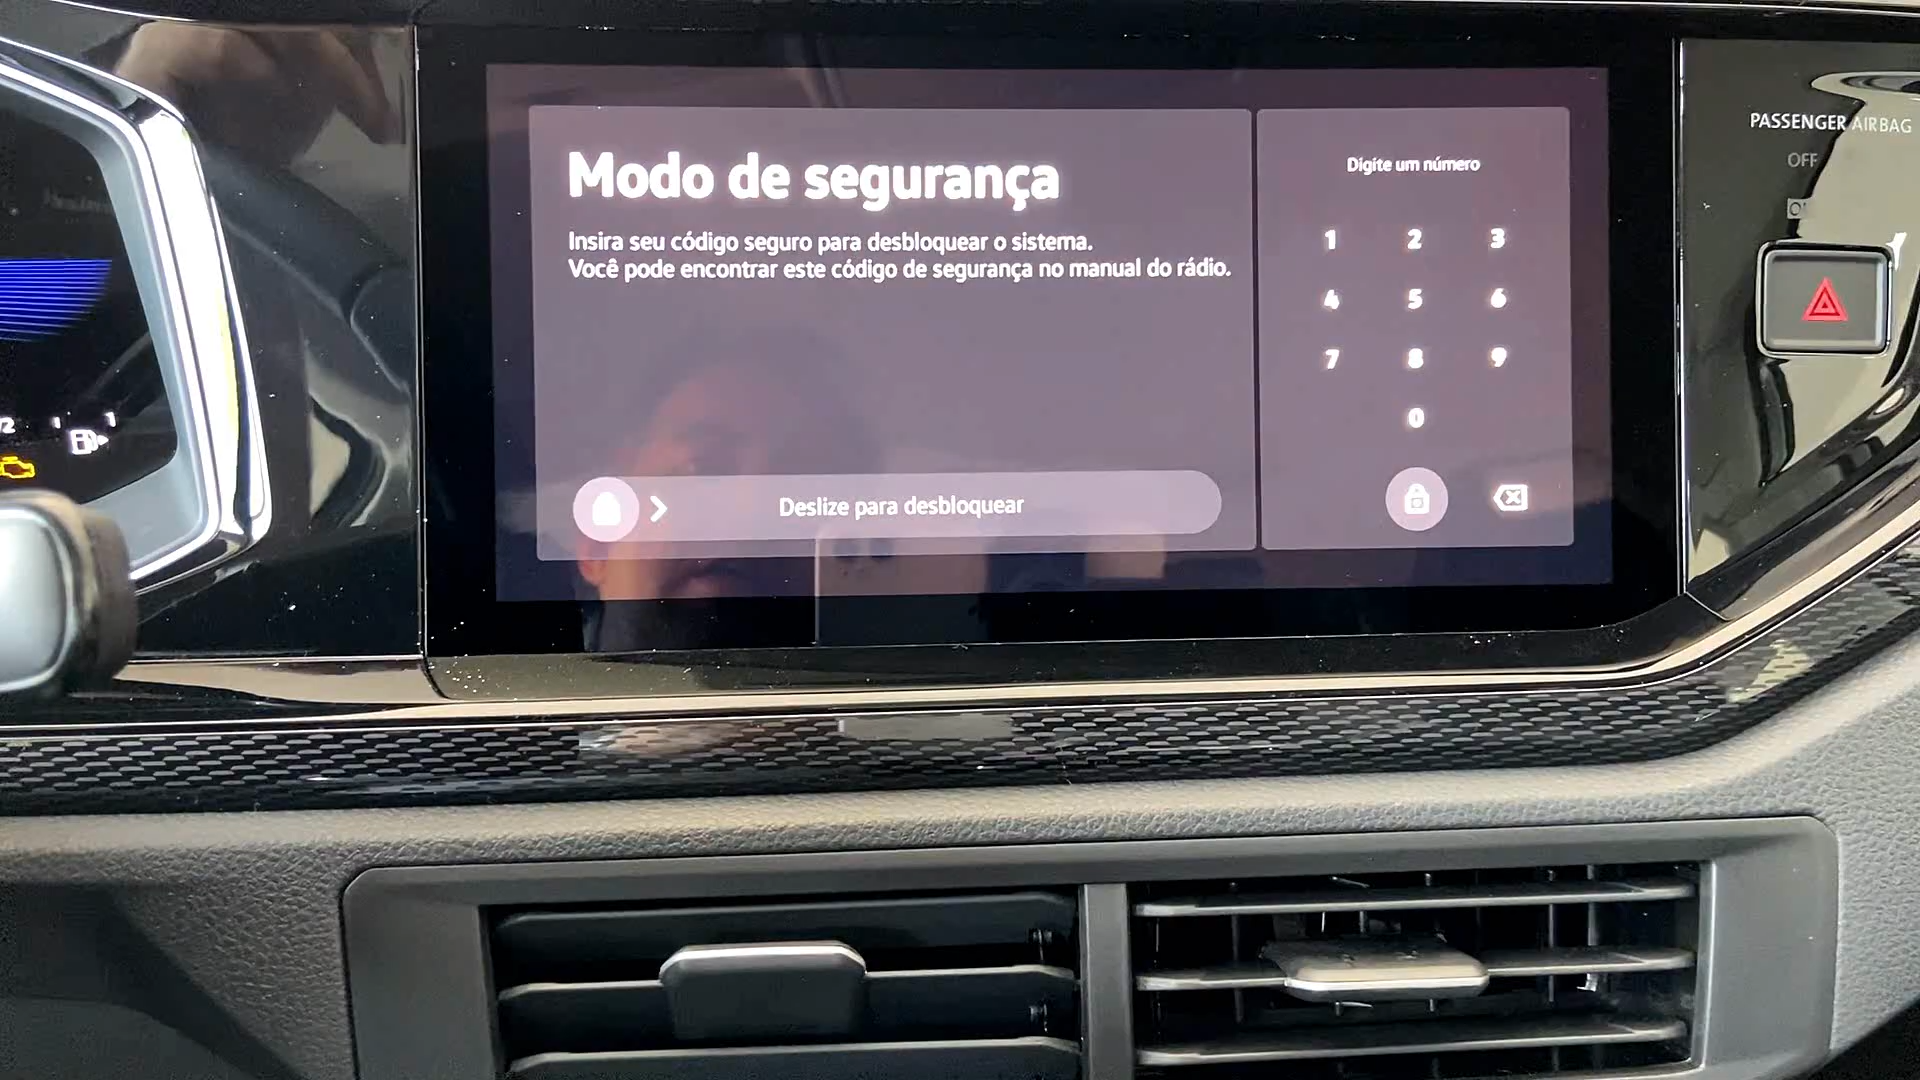 Modo de segurança
Insira seu código seguro para desbloquear o sistema.
Você pode encontrar este código de segurança no manual do rádio.
Deslize para desbloquear
Digite um número
1 2 3
4 5 6
7 8 9
0
PASSENGER AIRBAG
OFF
/2 1